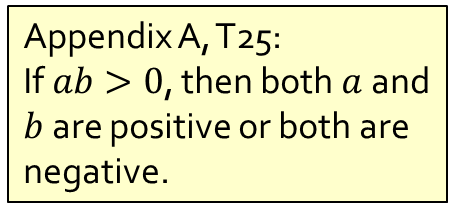 Appendix A, T25:
If ab > 0, then both a and
b are positive or both are
negative.